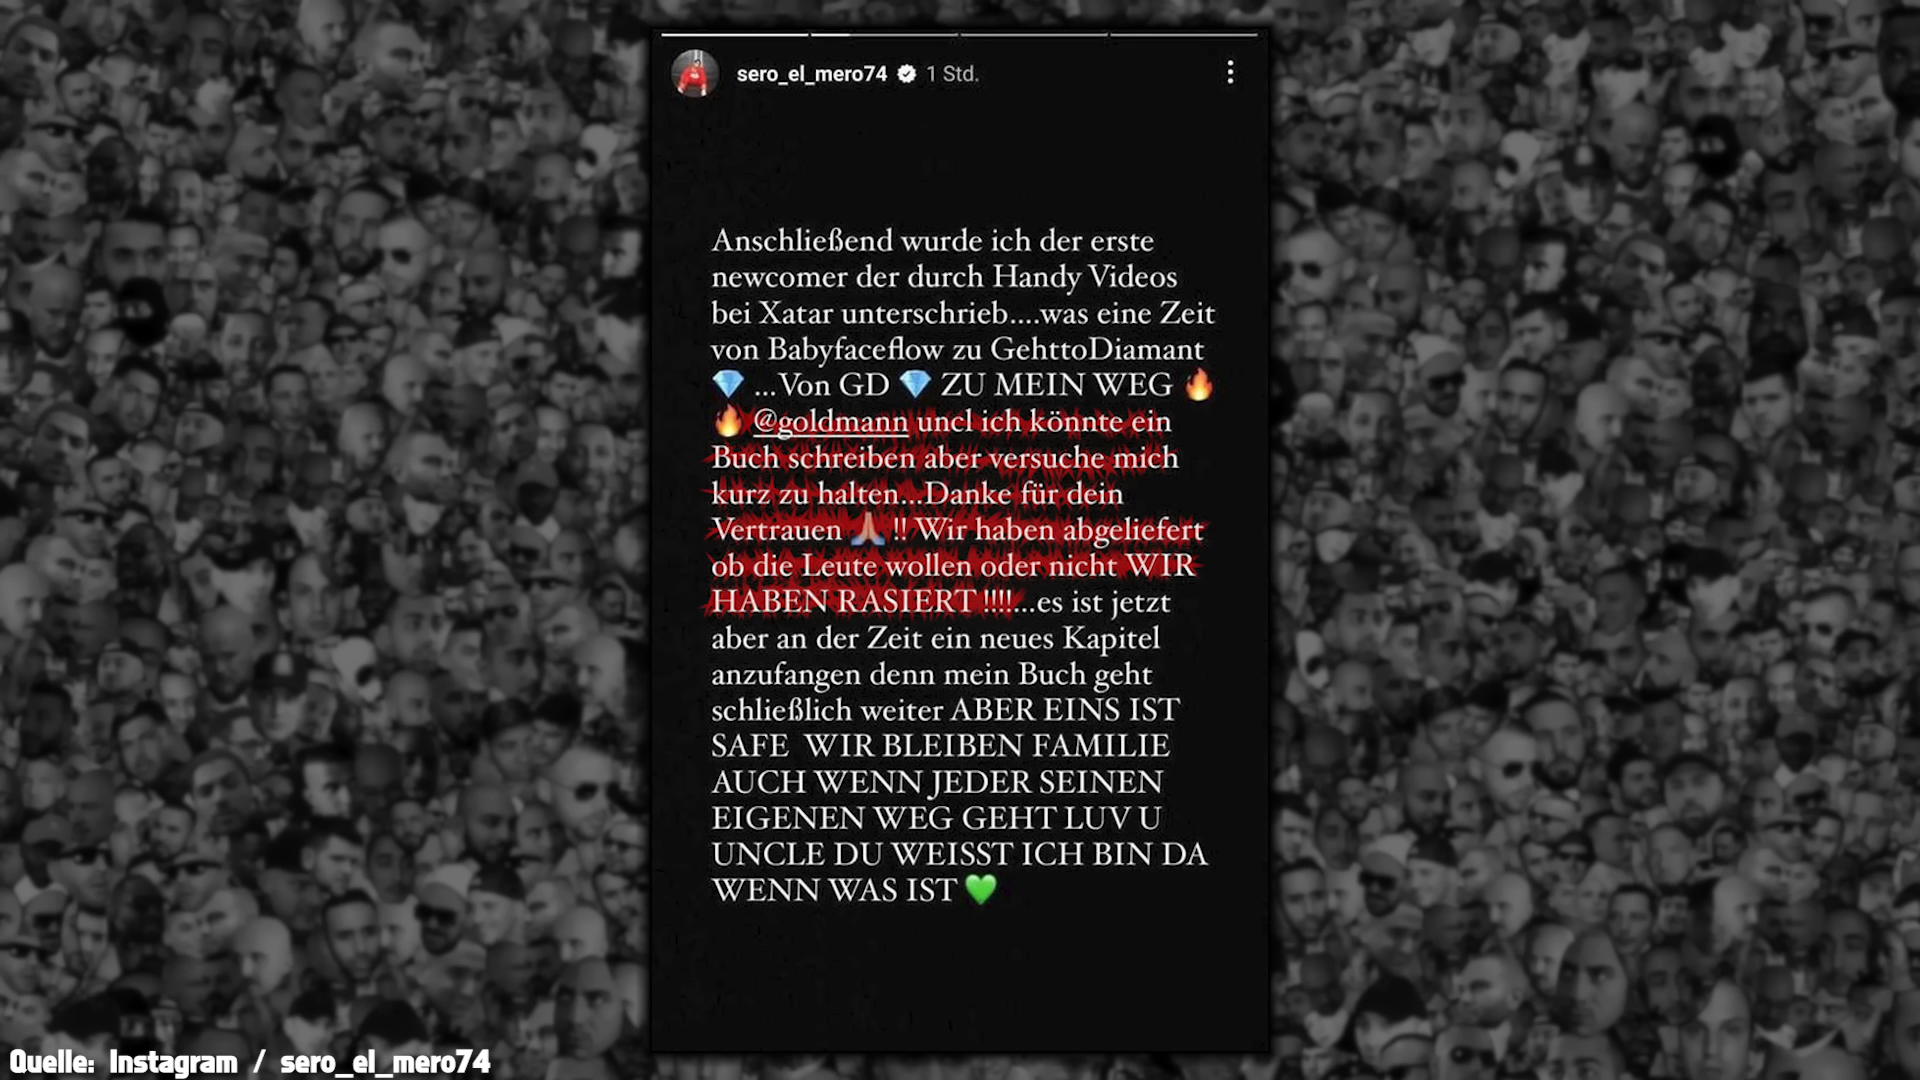 sero_el_mero74 1 Std.
Anschließend wurde ich der erste
newcomer der durch Handy Videos
bei Xatar unterschrieb....was eine Zeit
von Babyfaceflow zu GehttoDiamant
💎 ...Von GD 💎 ZU MEIN WEG 🔥
🔥 @goldmann uncl ich könnte ein
Buch schreiben aber versuche mich
kurz zu halten...Danke für dein
Vertrauen 🙏🏽 !! Wir haben abgeliefert
ob die Leute wollen oder nicht WIR
HABEN RASIERT !!!!...es ist jetzt
aber an der Zeit ein neues Kapitel
anzufangen denn mein Buch geht
schließlich weiter ABER EINS IST
SAFE WIR BLEIBEN FAMILIE
AUCH WENN JEDER SEINEN
EIGENEN WEG GEHT LUV U
UNCLE DU WEISST ICH BIN DA
WENN WAS IST 💚
Quelle: Instagram / sero_el_mero74